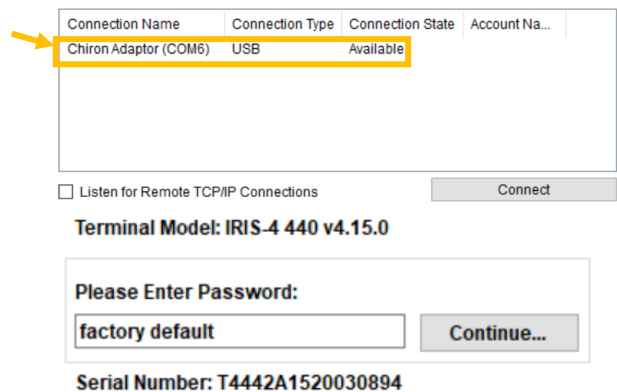 Connection Name Connection Type Connection State Account Na...
Chiron Adaptor (COM6) USB Available
Listen for Remote TCP/IP Connections Connect
Terminal Model: IRIS-4 440 v4.15.0
Please Enter Password:
factory default Continue...
Serial Number: T4442A1520030894